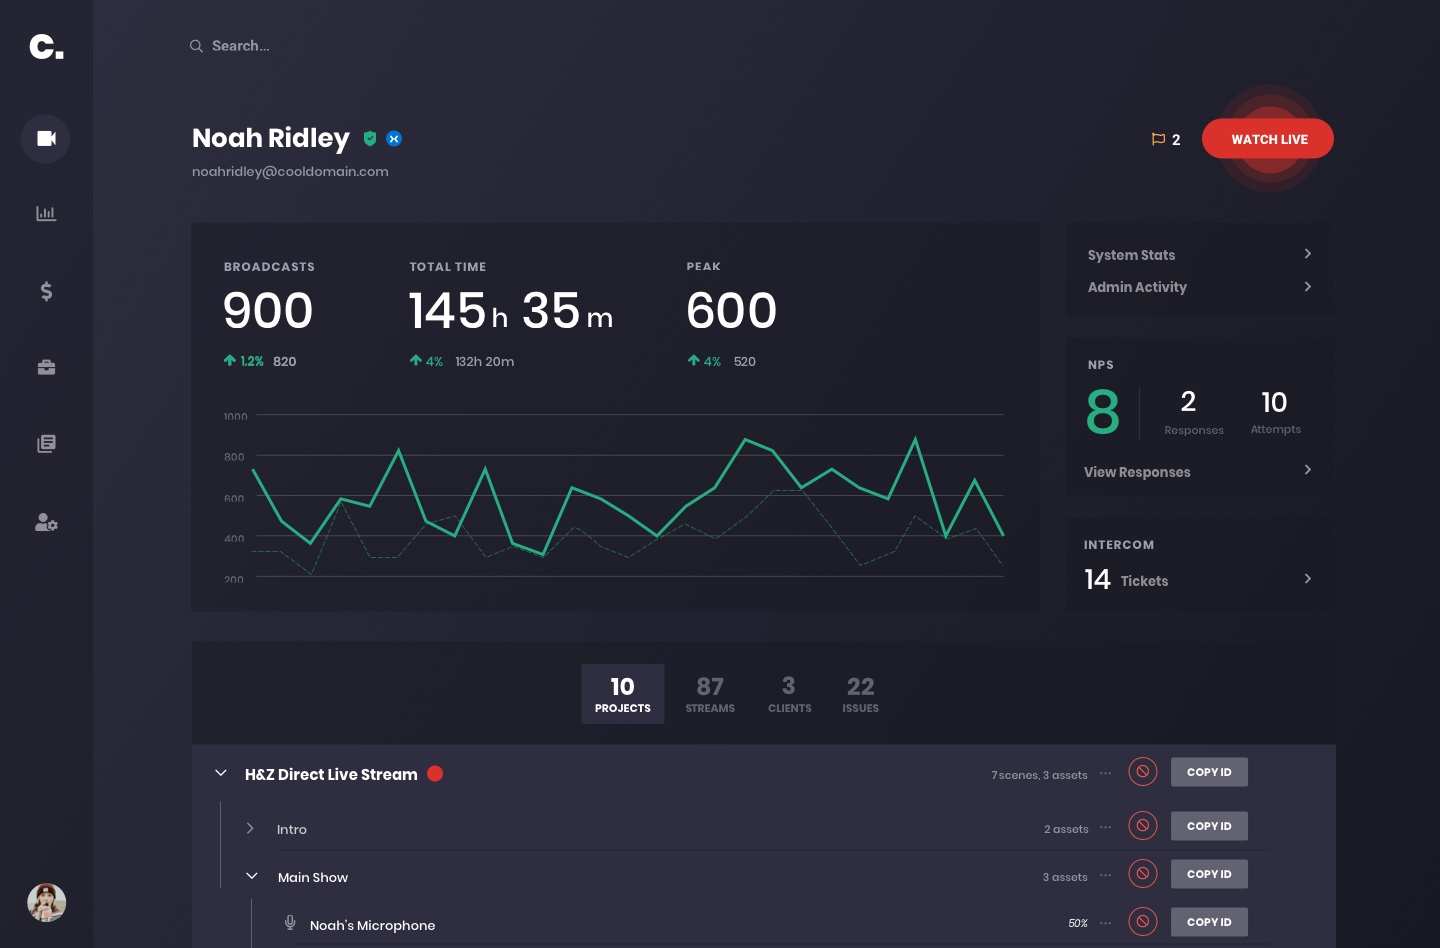 C.
Search...
Noah Ridley
noahridley@cooldomain.com
2
WATCH LIVE
BROADCASTS
900
1.2% 820
TOTAL TIME
145 h 35 m
4% 132h 20m
PEAK
600
4% 520
1000
800
600
400
200
System Stats
Admin Activity
NPS
8
2
Responses
10
Attempts
View Responses
INTERCOM
14 Tickets
10
PROJECTS
87
STREAMS
3
CLIENTS
22
ISSUES
H&Z Direct Live Stream 7 scenes, 3 assets ... COPY ID
Intro 2 assets ... COPY ID
Main Show 3 assets ... COPY ID
Noah's Microphone 50% ... COPY ID